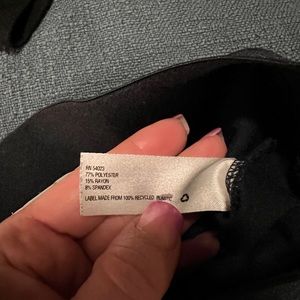 RN 54023
77% POLYESTER
15% RAYON
8% SPANDEX
LABEL MADE FROM 100% RECYCLED PLASTIC